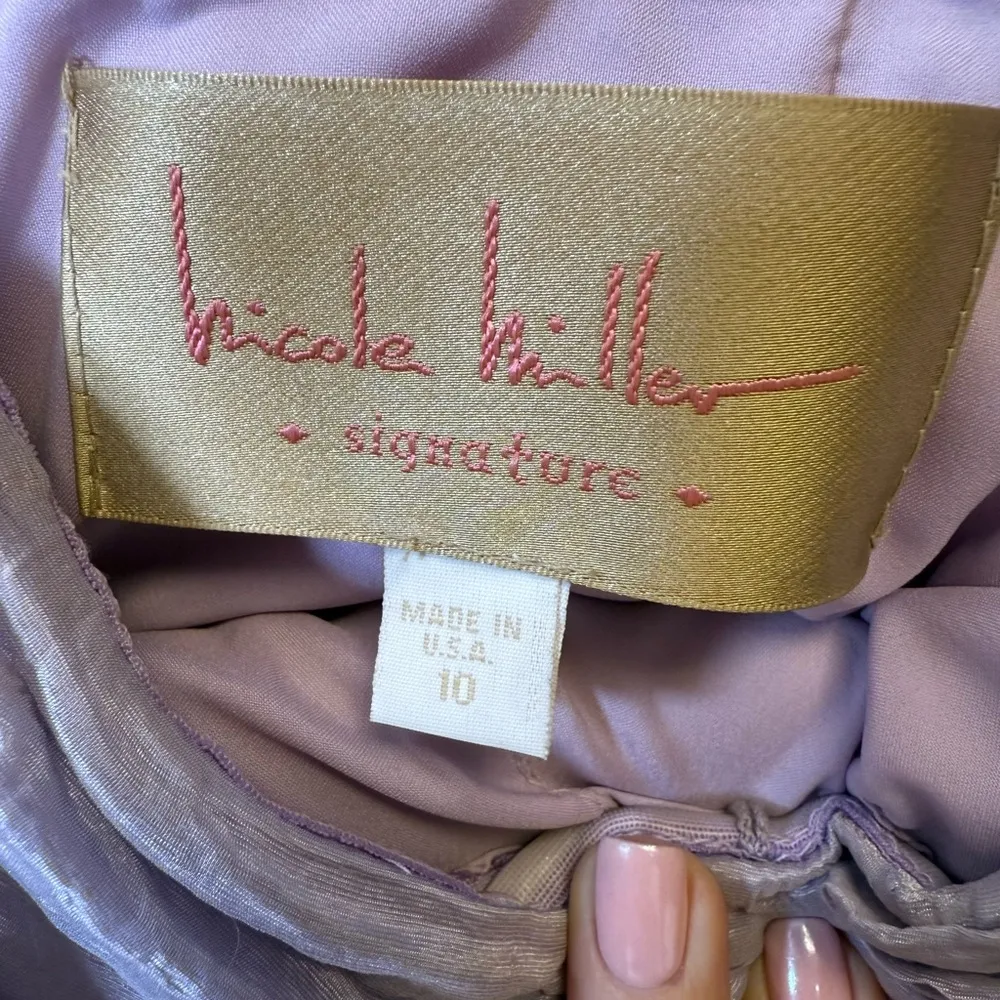 nicole miller
signature
MADE IN
U.S.A.
10